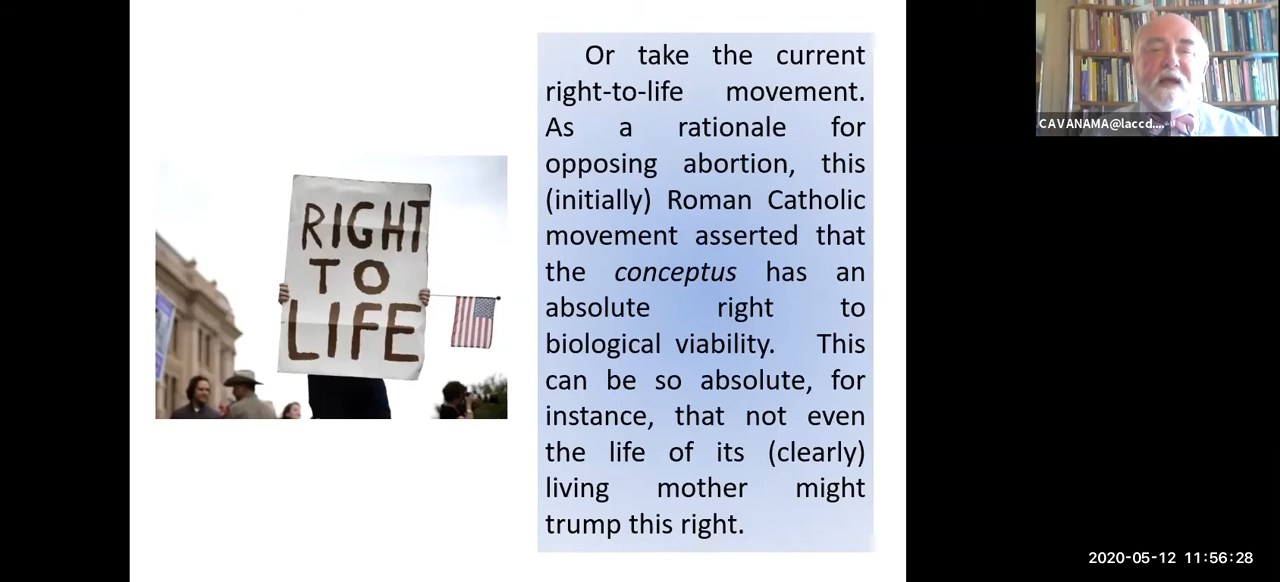 RIGHT
TO
LIFE
Or take the current
right-to-life movement.
As a rationale for
opposing abortion, this
(initially) Roman Catholic
movement asserted that
the conceptus has an
absolute right to
biological viability. This
can be so absolute, for
instance, that not even
the life of its (clearly)
living mother might
trump this right.
CAVANAMA@laccd....
2020-05-12 11:56:28